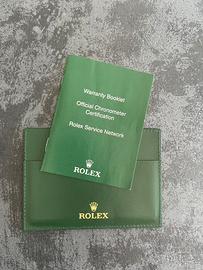 Warranty Booklet
Official Chronometer
Certification
Rolex Service Network
ROLEX
ROLEX